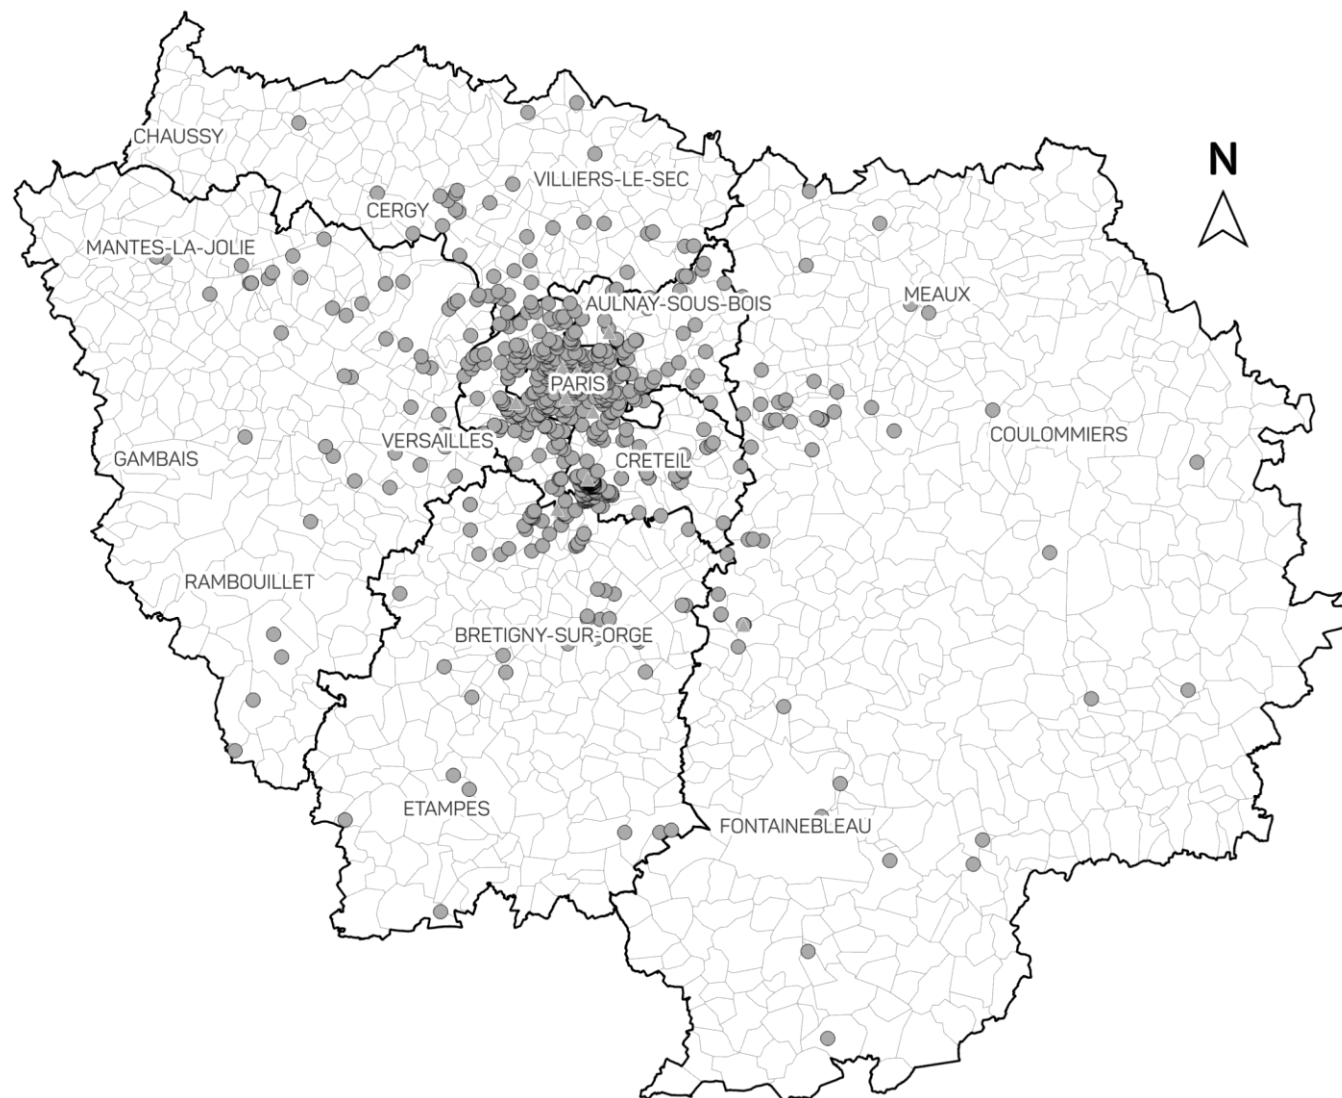 CHAUSSY
N
VILLIERS-LE-SEC
CERGY
MANTES-LA-JOLIE
MEAUX
AULNAY-SOUS-BOIS
PARIS
COULOMMIERS
VERSAILLES
GAMBAIS
CRETEIL
RAMBOUILLET
BRETIGNY-SUR-ORGE
ETAMPES
FONTAINEBLEAU